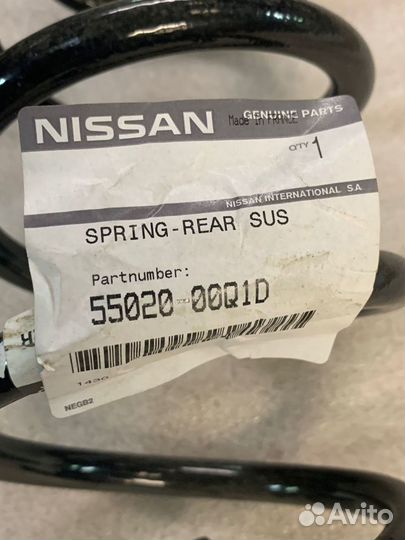 GENUINE PARTS
NISSAN
Made in FRANCE
QTY 1
NISSAN INTERNATIONAL S.A.
SPRING-REAR SUS
Partnumber:
55020-00Q1D
NEGB2
Avito